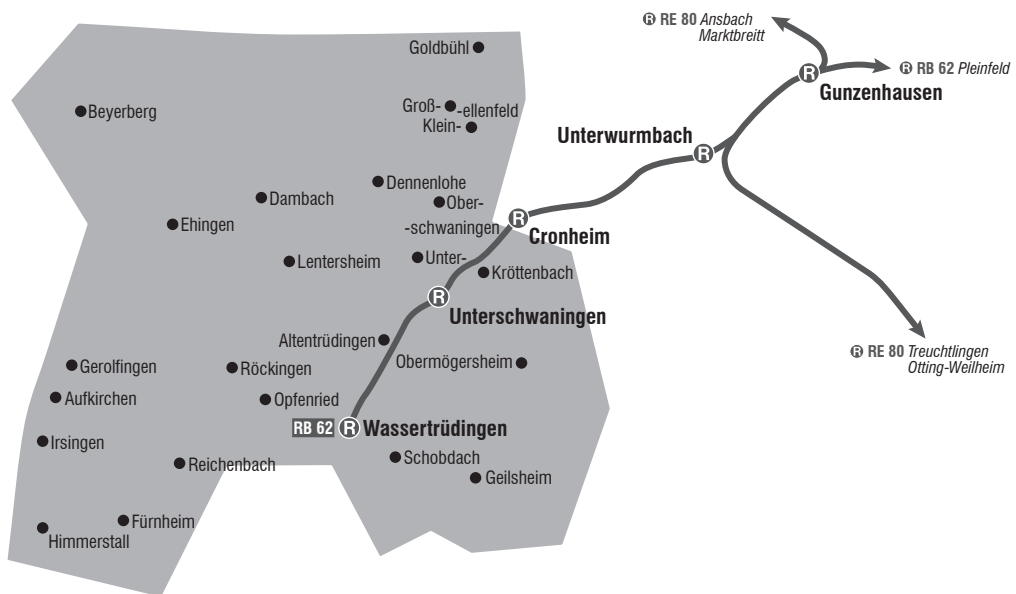 R RE 80 Ansbach
Marktbreitt
Goldbühl
R RB 62 Pleinfeld
R
Gunzenhausen
Groß-
-ellenfeld
Klein-
Beyerberg
Unterwurmbach
R
Dennenlohe
Dambach
Ober-
-schwaningen
R
Ehingen
Cronheim
Unter-
Lentersheim
Kröttenbach
R
Unterschwaningen
Altentrüdingen
R RE 80 Treuchtlingen
Otting-Weilheim
Obermögersheim
Gerolfingen
Röckingen
Aufkirchen
Opfenried
RB 62 R Wassertrüdingen
Irsingen
Schobdach
Reichenbach
Geilsheim
Fürnheim
Himmerstall